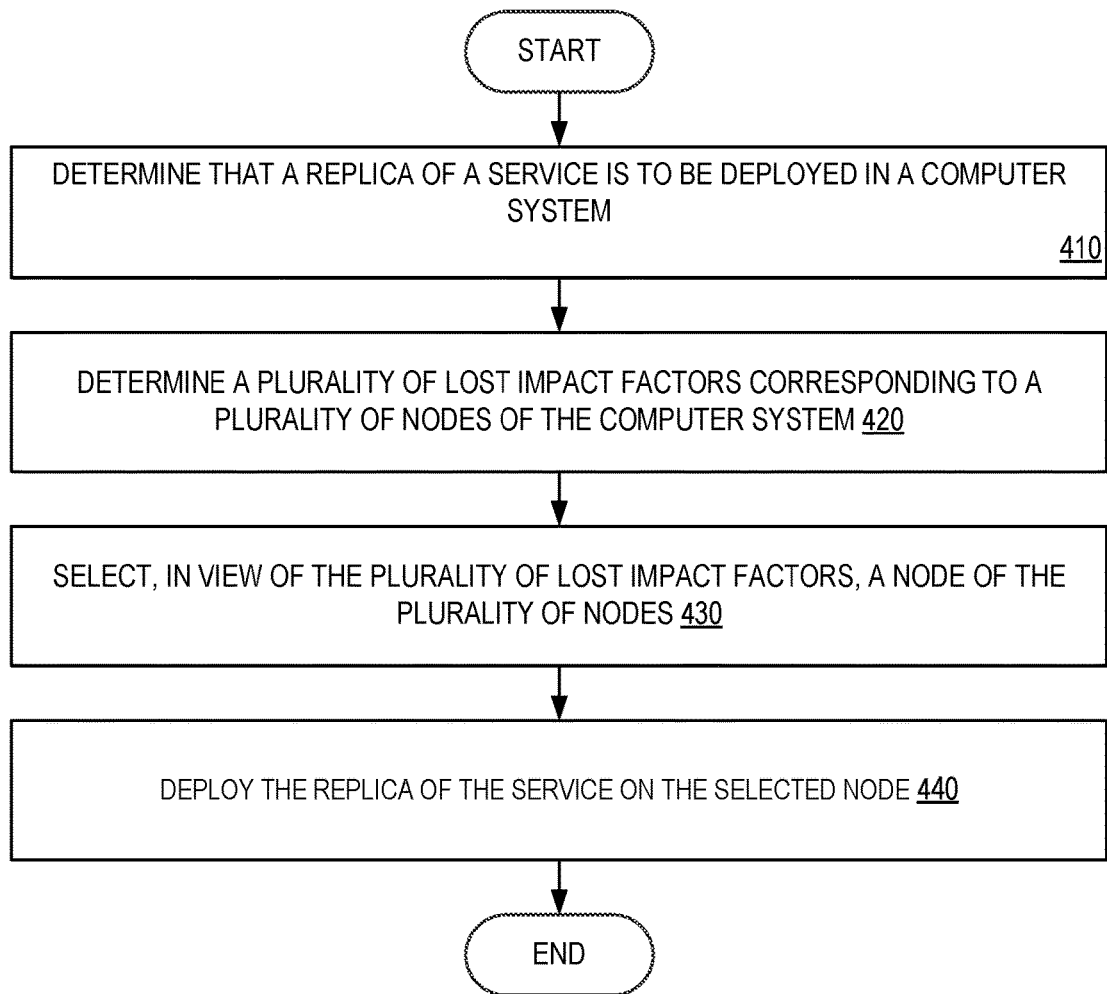 START
DETERMINE THAT A REPLICA OF A SERVICE IS TO BE DEPLOYED IN A COMPUTER
SYSTEM
410
DETERMINE A PLURALITY OF LOST IMPACT FACTORS CORRESPONDING TO A
PLURALITY OF NODES OF THE COMPUTER SYSTEM 420
SELECT, IN VIEW OF THE PLURALITY OF LOST IMPACT FACTORS, A NODE OF THE
PLURALITY OF NODES 430
DEPLOY THE REPLICA OF THE SERVICE ON THE SELECTED NODE 440
END